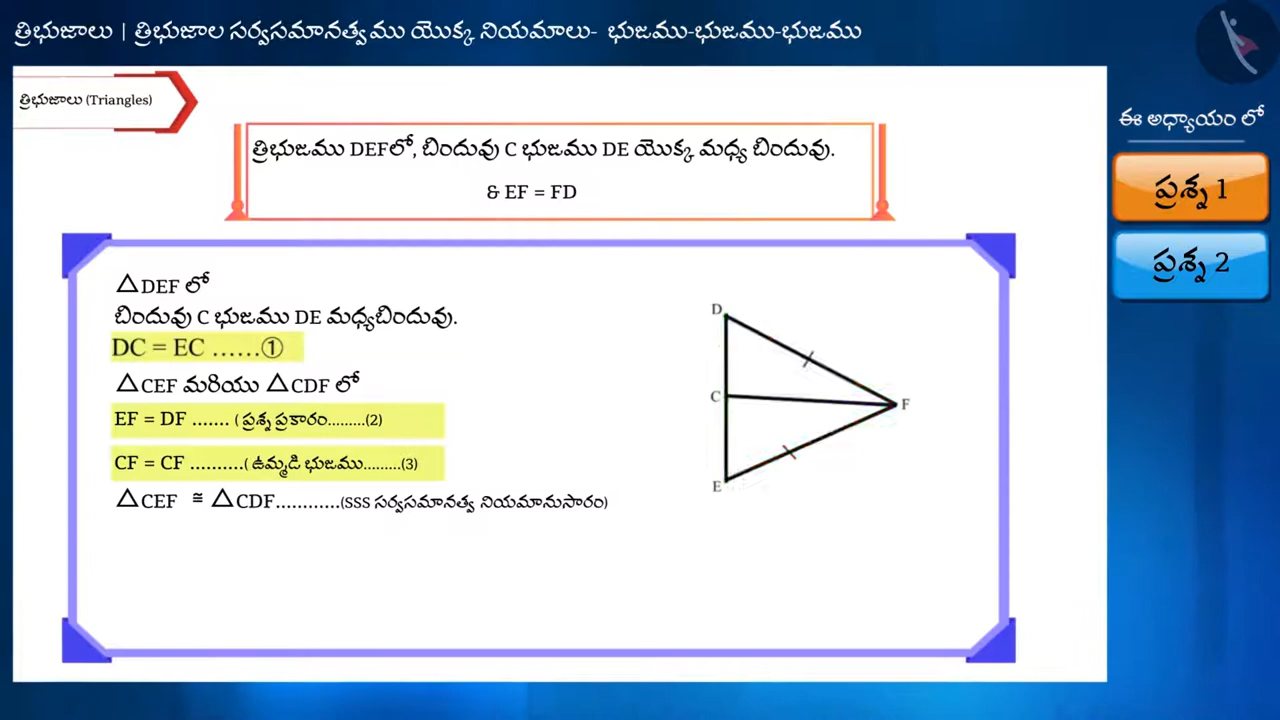 త్రిభుజాలు | త్రిభుజాల సర్వసమానత్వము యొక్క నియమాలు- భుజము-భుజము-భుజము
త్రిభుజాలు (Triangles)
త్రిభుజము DEFలో, బిందువు C భుజము DE యొక్క మధ్య బిందువు.
& EF = FD
△DEF లో
బిందువు C భుజము DE మధ్యబిందువు.
DC = EC ......①
△CEF మరియు △CDF లో
EF = DF ....... ( ప్రశ్న ప్రకారం.........(2)
CF = CF ..........( ఉమ్మడి భుజము.........(3)
△CEF ≅ △CDF............(SSS సర్వసమానత్వ నియమానుసారం)
D
C
F
E
ఈ అధ్యాయం లో
ప్రశ్న 1
ప్రశ్న 2